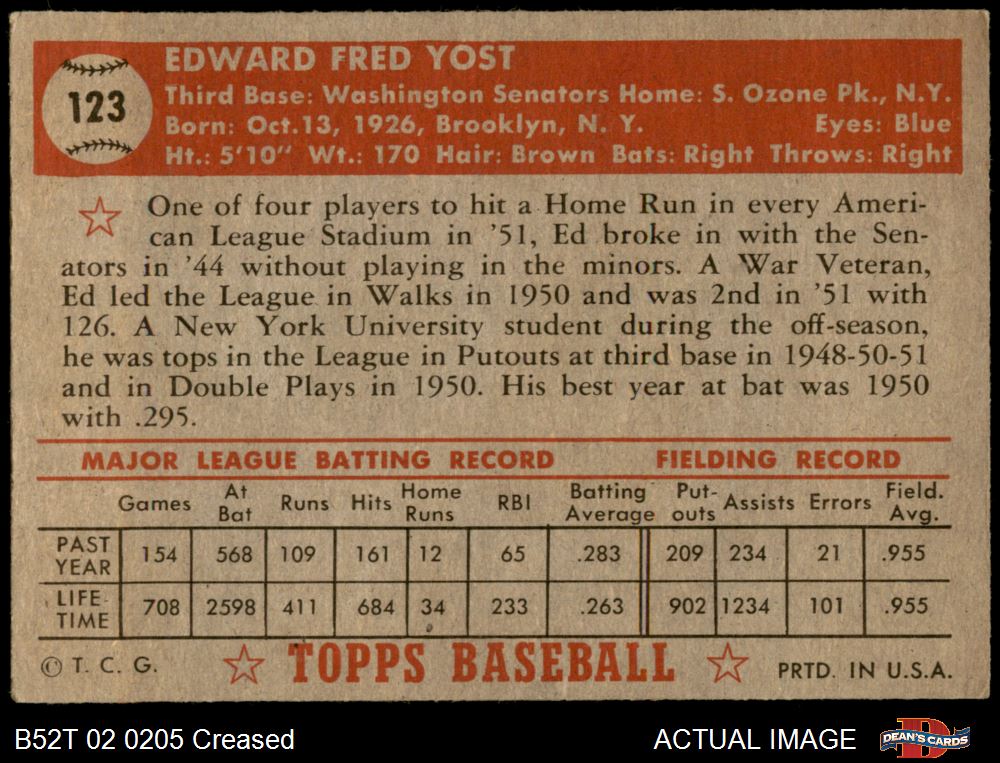 123
EDWARD FRED YOST
Third Base: Washington Senators Home: S. Ozone Pk., N.Y.
Born: Oct.13, 1926, Brooklyn, N. Y. Eyes: Blue
Ht.: 5'10" Wt.: 170 Hair: Brown Bats: Right Throws: Right
One of four players to hit a Home Run in every Ameri-
can League Stadium in '51, Ed broke in with the Sen-
ators in '44 without playing in the minors. A War Veteran,
Ed led the League in Walks in 1950 and was 2nd in '51 with
126. A New York University student during the off-season,
he was tops in the League in Putouts at third base in 1948-50-51
and in Double Plays in 1950. His best year at bat was 1950
with .295.
MAJOR LEAGUE BATTING RECORD FIELDING RECORD
Games At Bat Runs Hits Home Runs RBI Batting Average Put-outs Assists Errors Field. Avg.
PAST YEAR 154 568 109 161 12 65 .283 209 234 21 .955
LIFE-TIME 708 2598 411 684 34 233 .263 902 1234 101 .955
© T. C. G. TOPPS BASEBALL PRTD. IN U.S.A.
B52T 02 0205 Creased ACTUAL IMAGE D DEAN'S CARDS